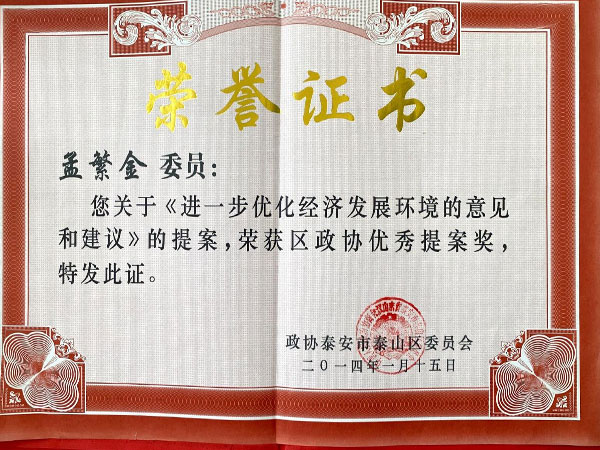 荣誉证书
孟繁金 委员：
您关于《进一步优化经济发展环境的意见
和建议》的提案，荣获区政协优秀提案奖，
特发此证。
政协泰安市泰山区委员会
二〇一四年一月十五日